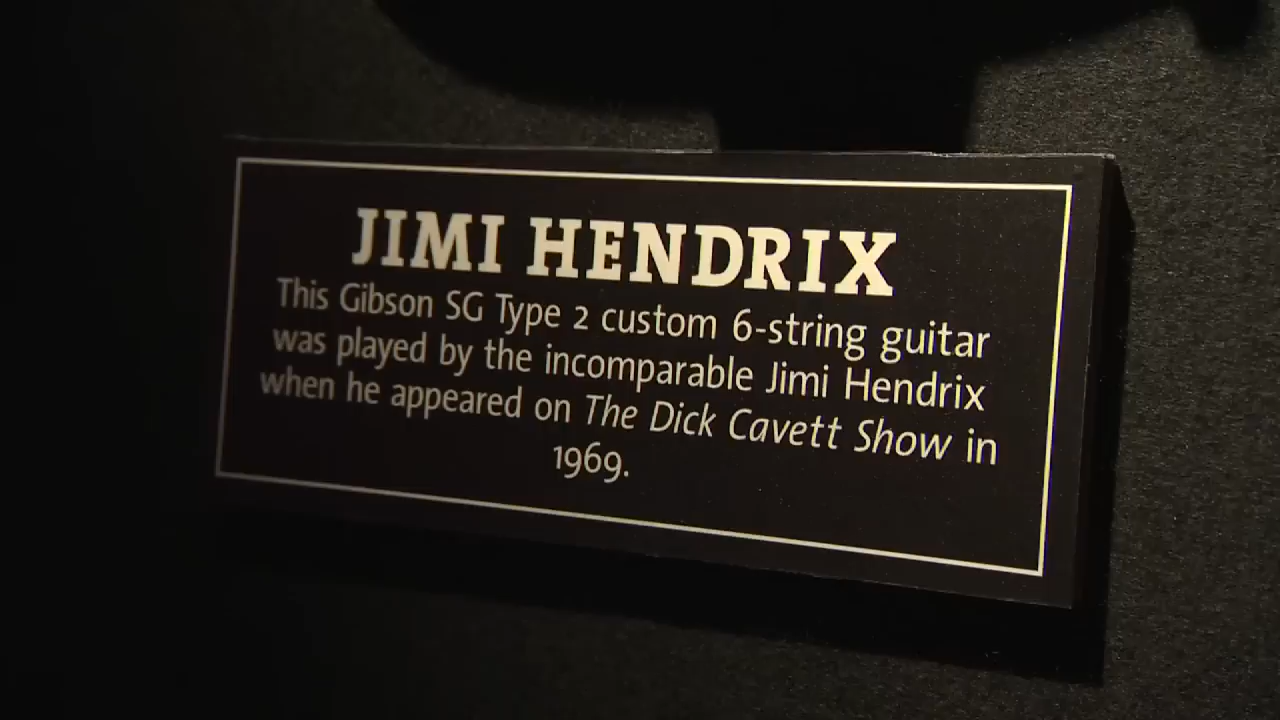 JIMI HENDRIX
This Gibson SG Type 2 custom 6-string guitar
was played by the incomparable Jimi Hendrix
when he appeared on The Dick Cavett Show in
1969.